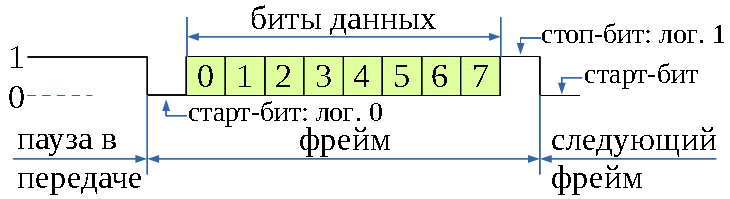 биты данных
стоп-бит: лог. 1
1
0 1 2 3 4 5 6 7
старт-бит
0
старт-бит: лог. 0
пауза в передаче
фрейм
следующий фрейм